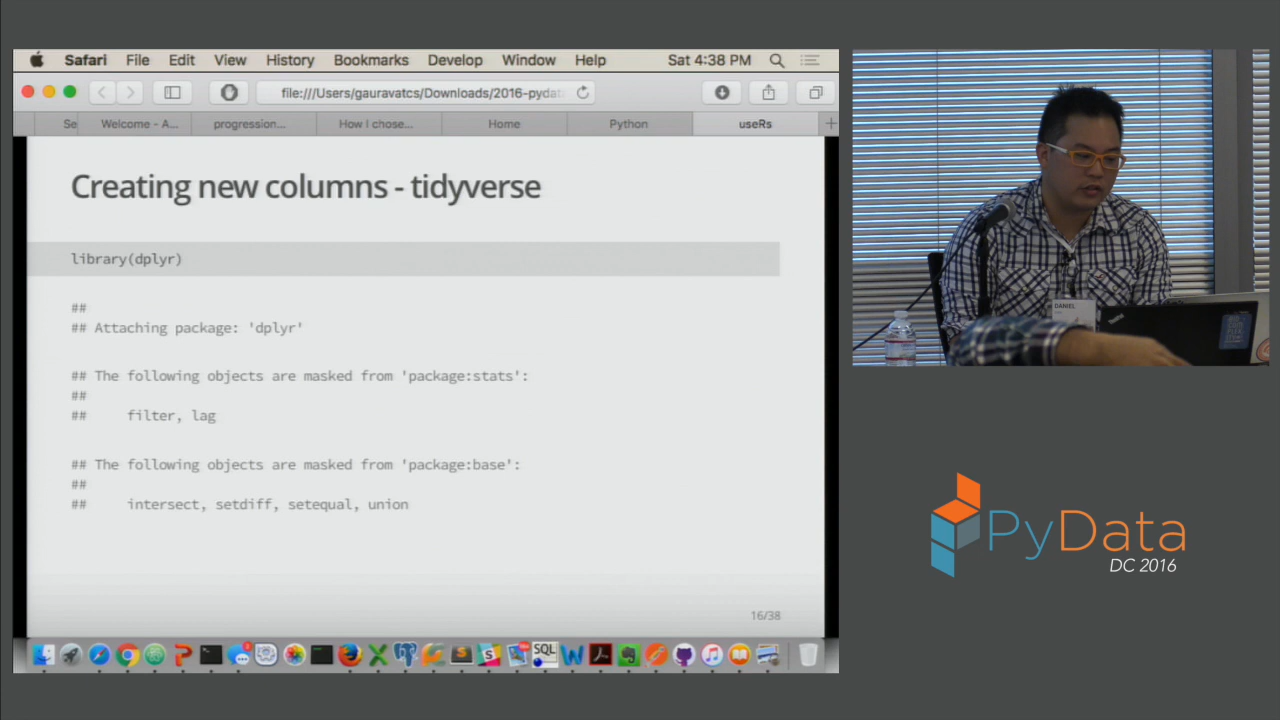 Safari File Edit View History Bookmarks Develop Window Help Sat 4:38 PM
file:///Users/gauravatcs/Downloads/2016-pydat
Se Welcome - A... progression... How I chose... Home Python useRs
Creating new columns - tidyverse
library(dplyr)
##
## Attaching package: 'dplyr'
## The following objects are masked from 'package:stats':
##
## filter, lag
## The following objects are masked from 'package:base':
##
## intersect, setdiff, setequal, union
16/38
SQL
DANIEL
PyData
DC 2016